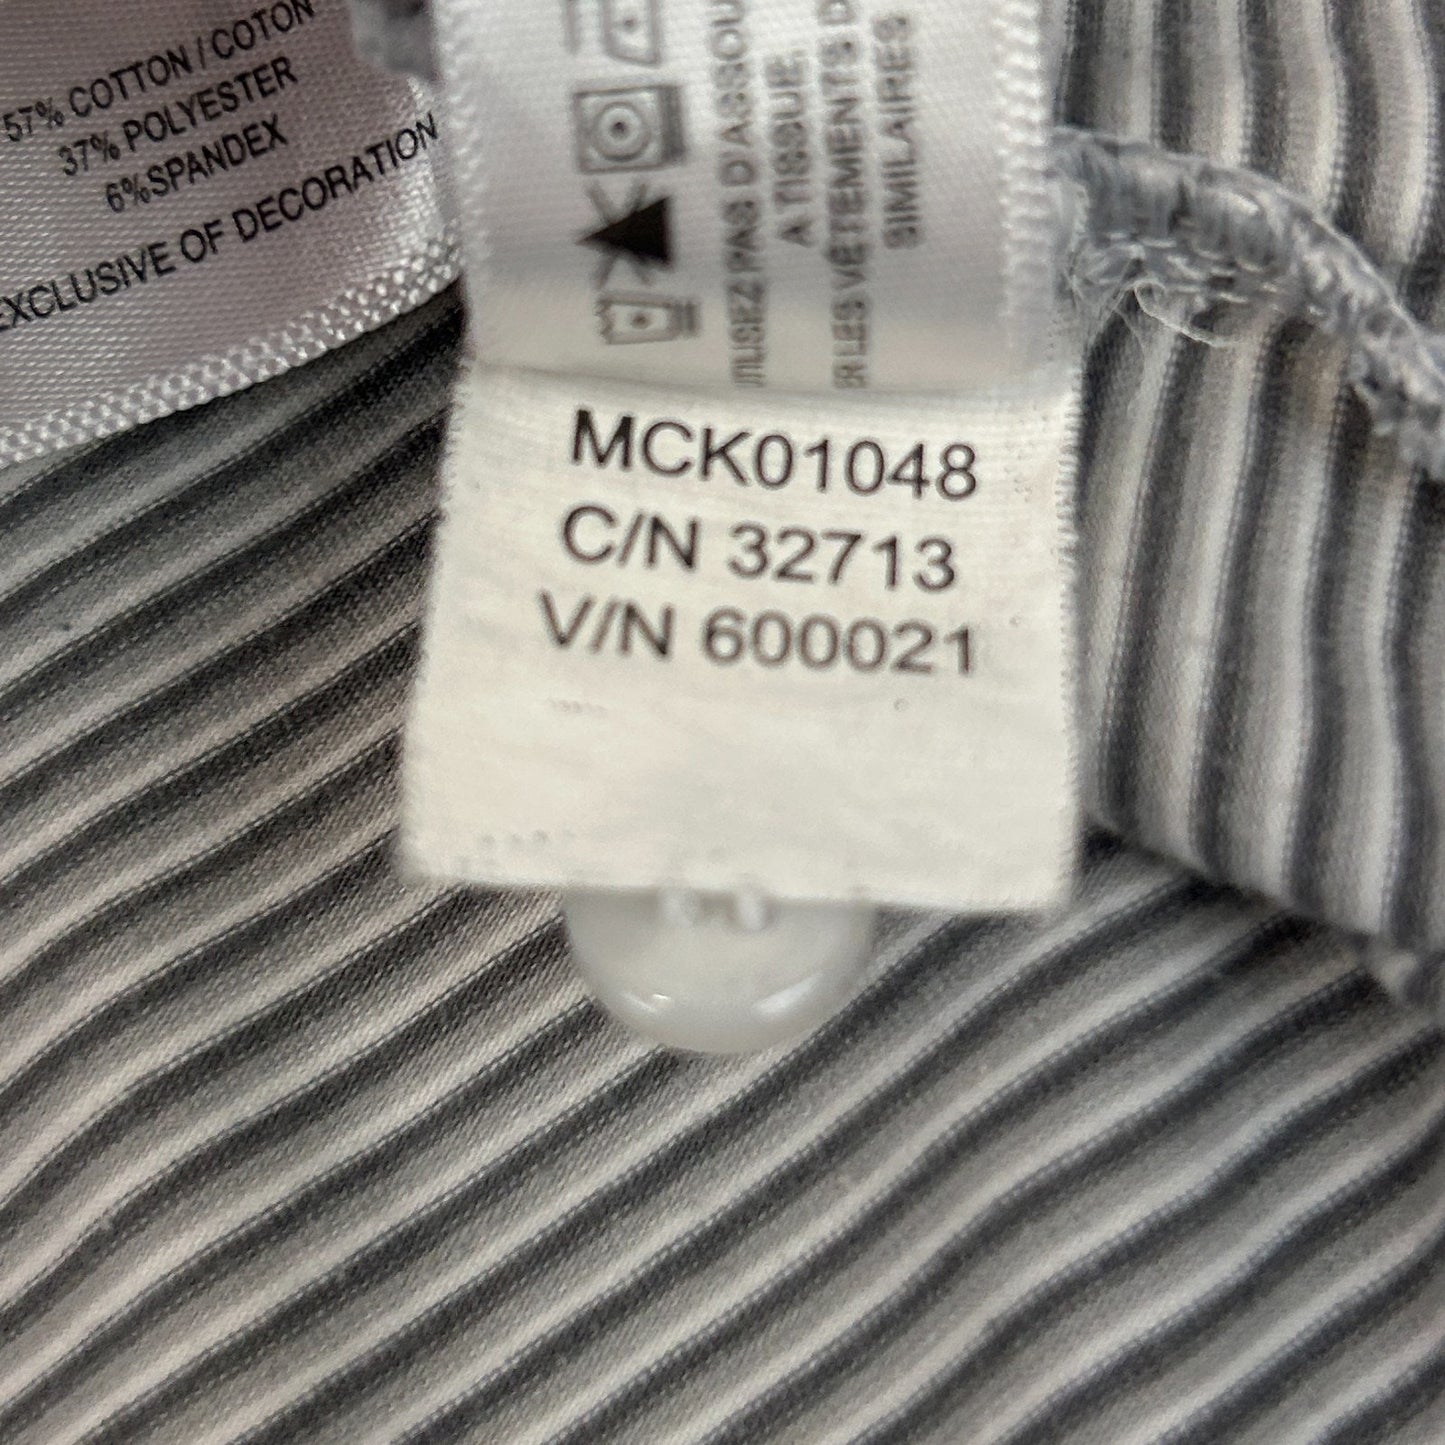 57% COTTON / COTON
37% POLYESTER
6%SPANDEX
EXCLUSIVE OF DECORATION
UTILISEZ PAS D'ASSOU
A TISSUE,
ER LES VÊTEMENTS D
SIMILAIRES
MCK01048
C/N 32713
V/N 600021